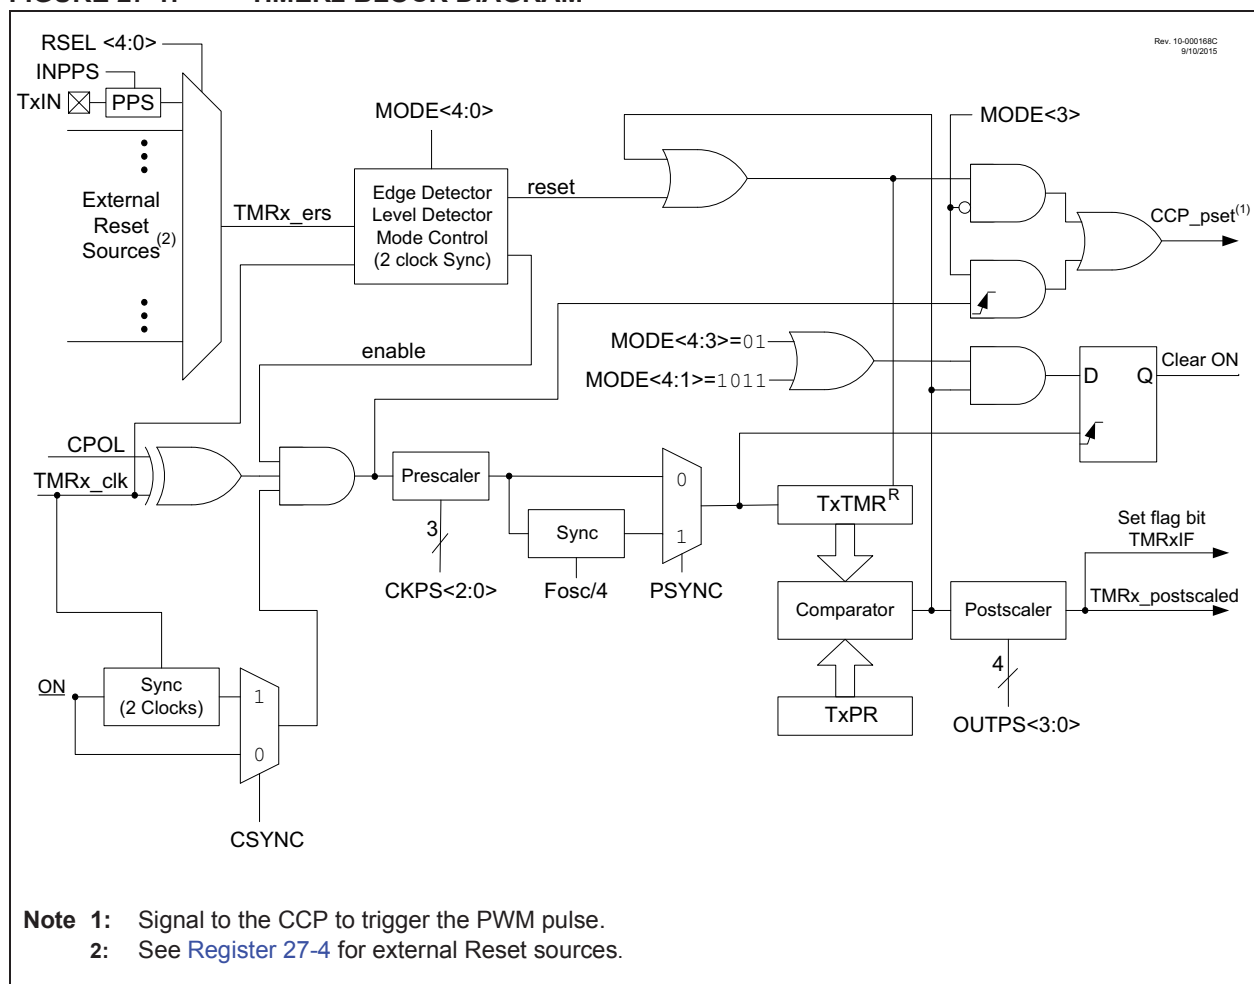 FIGURE 27-1: TIMER2 BLOCK DIAGRAM
Rev. 10-000168C
9/10/2015
RSEL <4:0>
INPPS
TxIN
PPS
External
Reset
Sources(2)
TMRx_ers
MODE<4:0>
Edge Detector
Level Detector
Mode Control
(2 clock Sync)
reset
enable
MODE<3>
CCP_pset(1)
MODE<4:3>=01
MODE<4:1>=1011
D
Q
Clear ON
CPOL
TMRx_clk
Prescaler
3
CKPS<2:0>
Sync
Fosc/4
0
1
PSYNC
TxTMR
R
Comparator
TxPR
Postscaler
4
OUTPS<3:0>
Set flag bit
TMRxIF
TMRx_postscaled
ON
Sync
(2 Clocks)
1
0
CSYNC
Note 1: Signal to the CCP to trigger the PWM pulse.
2: See Register 27-4 for external Reset sources.